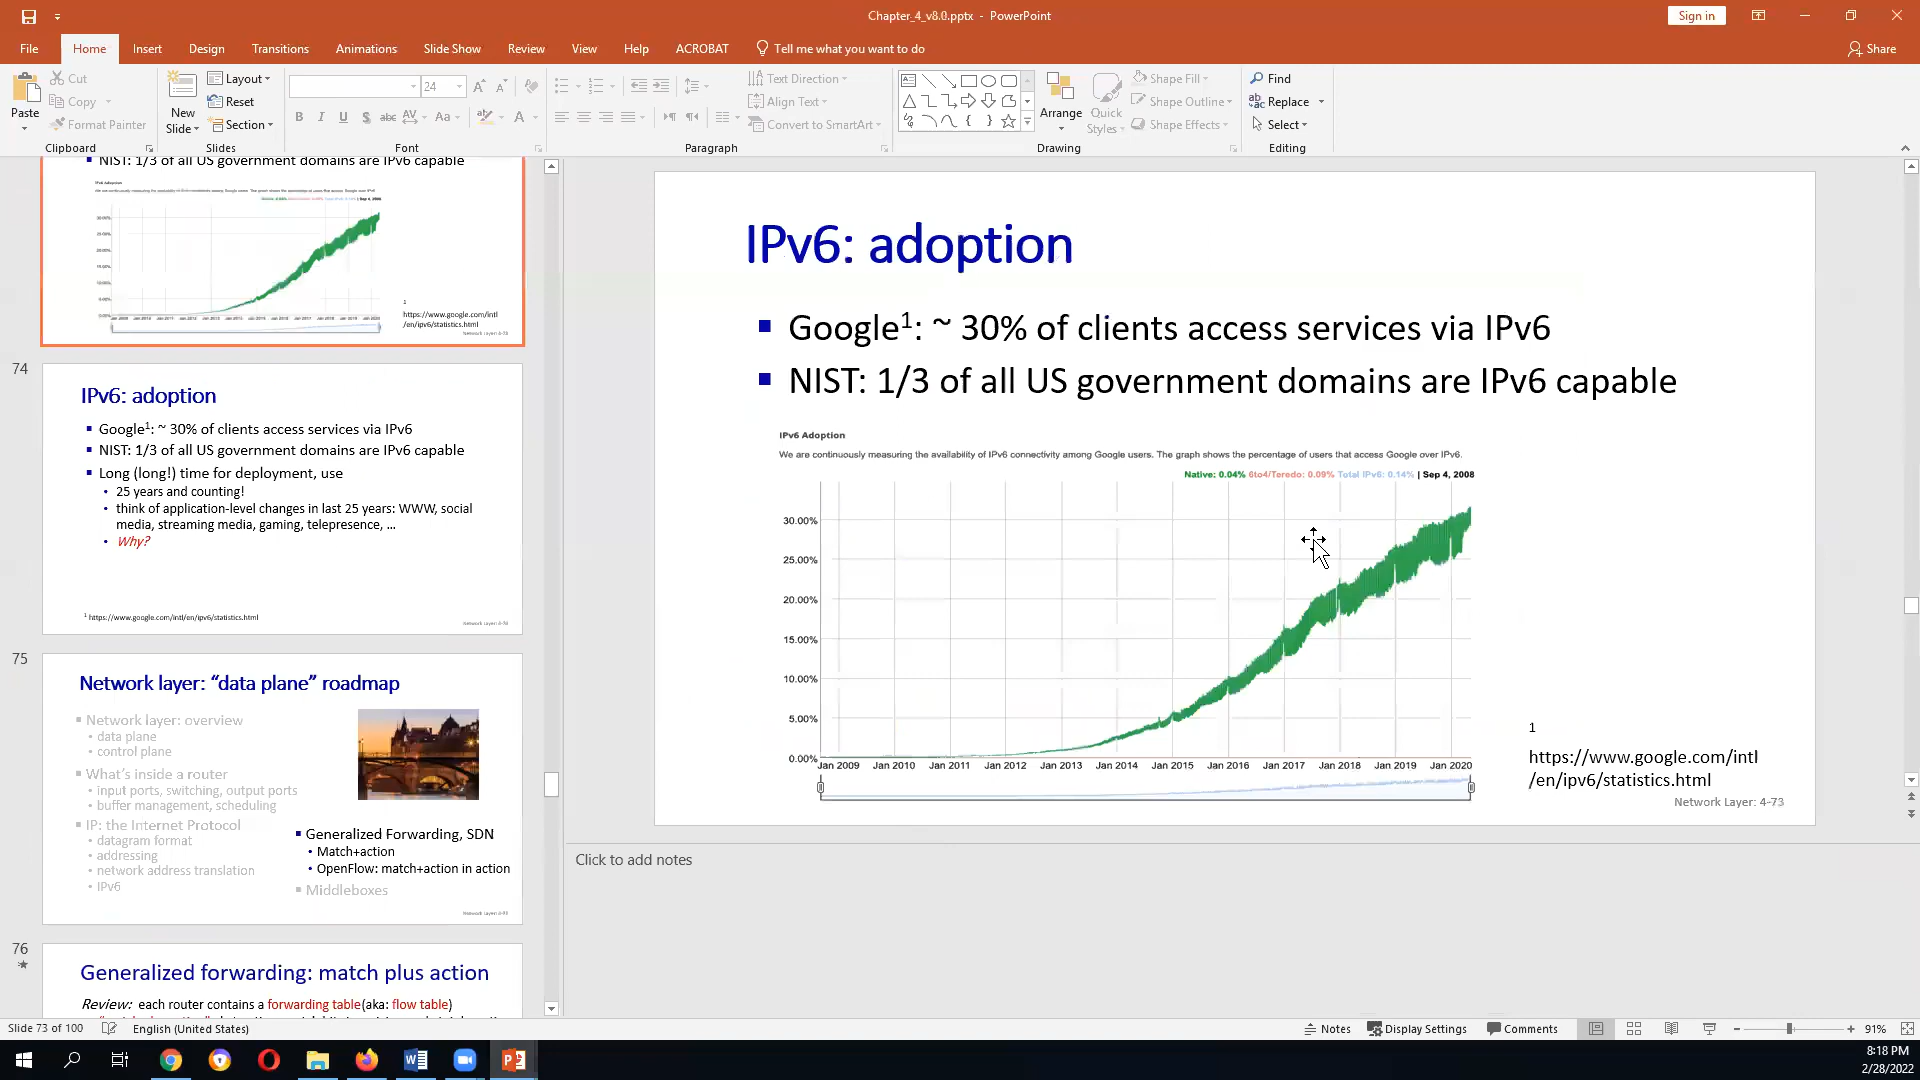 Chapter_4_v8.0.pptx - PowerPoint
Sign in
File Home Insert Design Transitions Animations Slide Show Review View Help ACROBAT Tell me what you want to do Share
Paste
Cut
Copy
Format Painter
Clipboard
New Slide
Layout
Reset
Section
Slides
24
B I U S abc AV Aa A
Font
Text Direction
Align Text
Convert to SmartArt
Paragraph
Arrange
Quick Styles
Shape Fill
Shape Outline
Shape Effects
Drawing
Find
Replace
Select
Editing
NIST: 1/3 of all US government domains are IPv6 capable
1
https://www.google.com/intl
/en/ipv6/statistics.html
74
IPv6: adoption
Google1: ~ 30% of clients access services via IPv6
NIST: 1/3 of all US government domains are IPv6 capable
Long (long!) time for deployment, use
25 years and counting!
think of application-level changes in last 25 years: WWW, social
media, streaming media, gaming, telepresence, ...
Why?
1 https://www.google.com/intl/en/ipv6/statistics.html
75
Network layer: “data plane” roadmap
Network layer: overview
data plane
control plane
What’s inside a router
input ports, switching, output ports
buffer management, scheduling
IP: the Internet Protocol
datagram format
addressing
network address translation
IPv6
Generalized Forwarding, SDN
Match+action
OpenFlow: match+action in action
Middleboxes
76
Generalized forwarding: match plus action
Review: each router contains a forwarding table (aka: flow table)
IPv6: adoption
Google1: ~ 30% of clients access services via IPv6
NIST: 1/3 of all US government domains are IPv6 capable
IPv6 Adoption
We are continuously measuring the availability of IPv6 connectivity among Google users. The graph shows the percentage of users that access Google over IPv6.
Native: 0.04% 6to4/Teredo: 0.09% Total IPv6: 0.14% | Sep 4, 2008
30.00%
25.00%
20.00%
15.00%
10.00%
5.00%
0.00%
Jan 2009 Jan 2010 Jan 2011 Jan 2012 Jan 2013 Jan 2014 Jan 2015 Jan 2016 Jan 2017 Jan 2018 Jan 2019 Jan 2020
1
https://www.google.com/intl
/en/ipv6/statistics.html
Network Layer: 4-73
Click to add notes
Slide 73 of 100 English (United States) Notes Display Settings Comments 91%
8:18 PM
2/28/2022